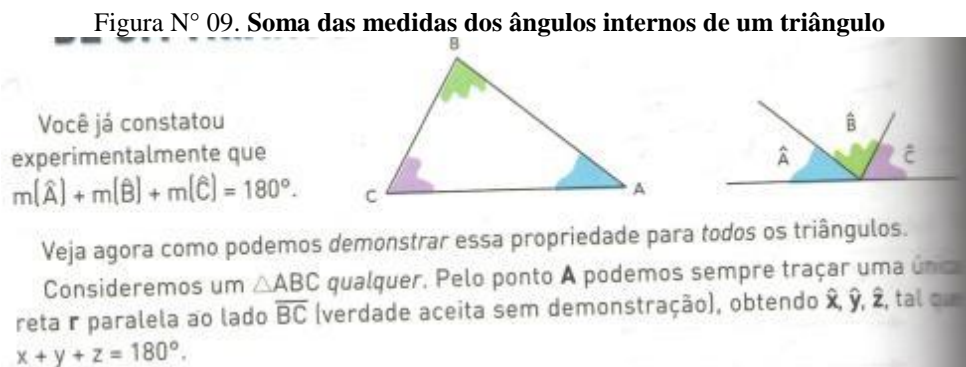 Figura N° 09. Soma das medidas dos ângulos internos de um triângulo
B
Você já constatou
experimentalmente que
m(Â) + m(B̂) + m(Ĉ) = 180°.
C
A
Â
B̂
Ĉ
Veja agora como podemos demonstrar essa propriedade para todos os triângulos.
Consideremos um △ABC qualquer. Pelo ponto A podemos sempre traçar uma única
reta r paralela ao lado B̅C̅ (verdade aceita sem demonstração), obtendo x̂, ŷ, ẑ, tal que
x + y + z = 180°.